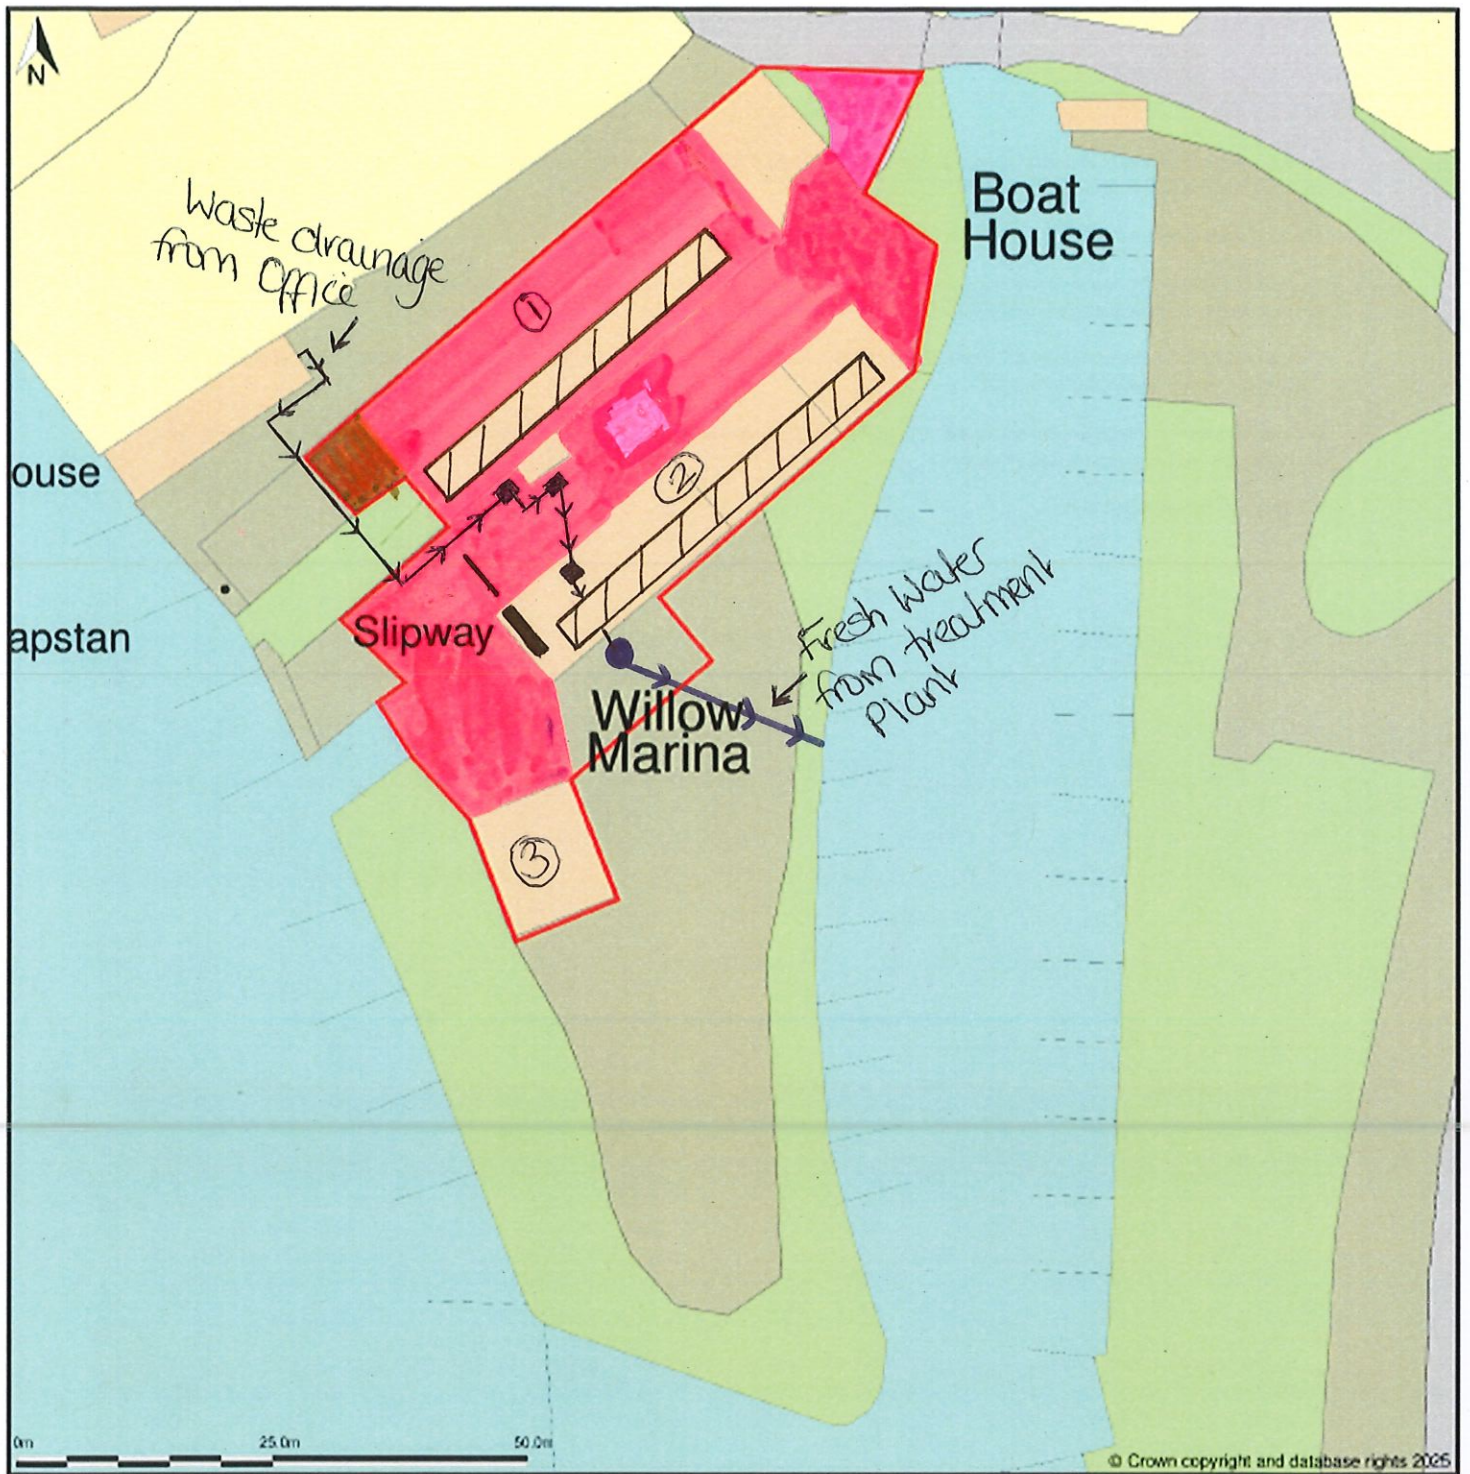 N
Waste drainage
from Office
Boat
House
①
ouse
②
apstan
Slipway
Fresh Water
from treatment
Plant
Willow
Marina
③
0m 25.0m 50.0m
© Crown copyright and database rights 2025